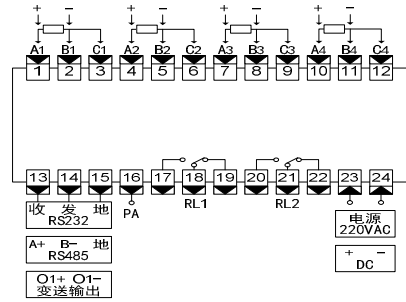 + − + − + − + −
A1 B1 C1 A2 B2 C2 A3 B3 C3 A4 B4 C4
1 2 3 4 5 6 7 8 9 10 11 12
13 14 15 16 17 18 19 20 21 22 23 24
收 发 地
RS232
PA
RL1
RL2
电源
220VAC
A+ B− 地
RS485
+ −
DC
O1+ O1−
变送输出